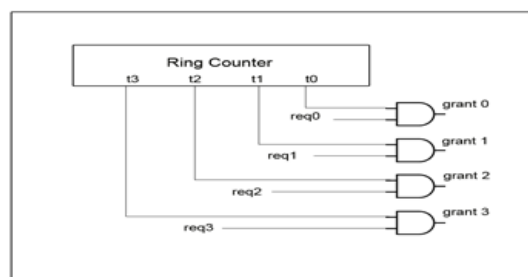 Ring Counter
t3 t2 t1 t0
grant 0
req0
grant 1
req1
grant 2
req2
grant 3
req3